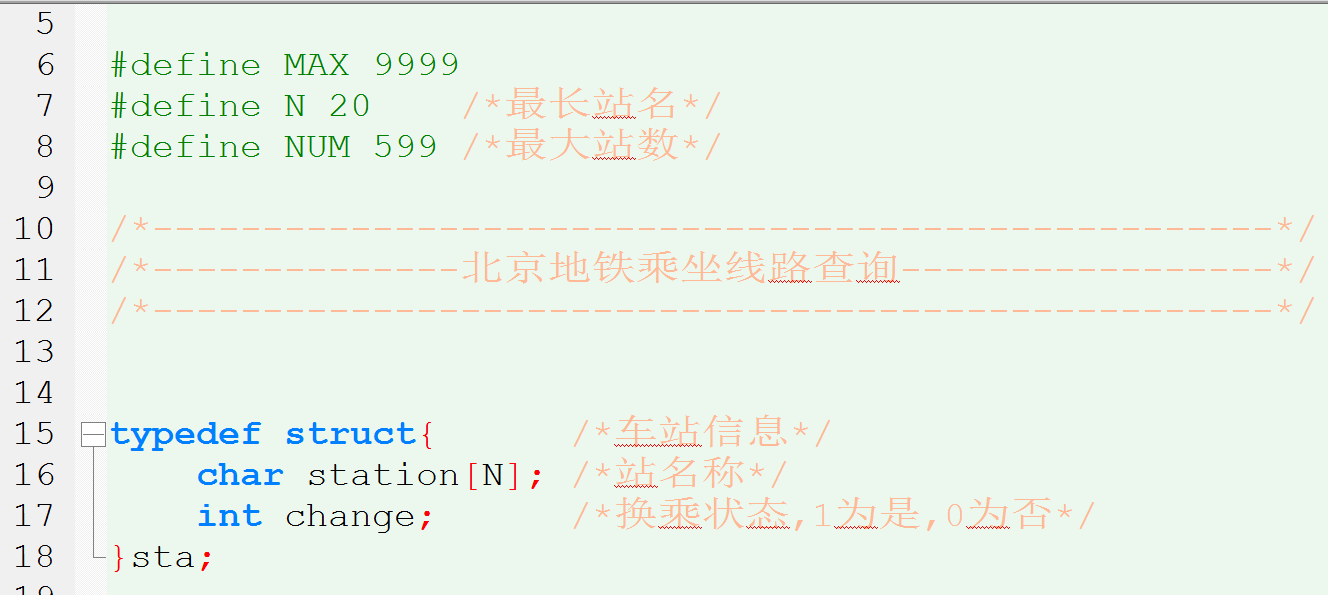 5
6 #define MAX 9999
7 #define N 20 /*最长站名*/
8 #define NUM 599 /*最大站数*/
9
10 /*---------------------------------------------------*/
11 /*--------------北京地铁乘坐线路查询-----------------*/
12 /*---------------------------------------------------*/
13
14
15 typedef struct{ /*车站信息*/
16 char station[N]; /*站名称*/
17 int change; /*换乘状态,1为是,0为否*/
18 }sta;
19